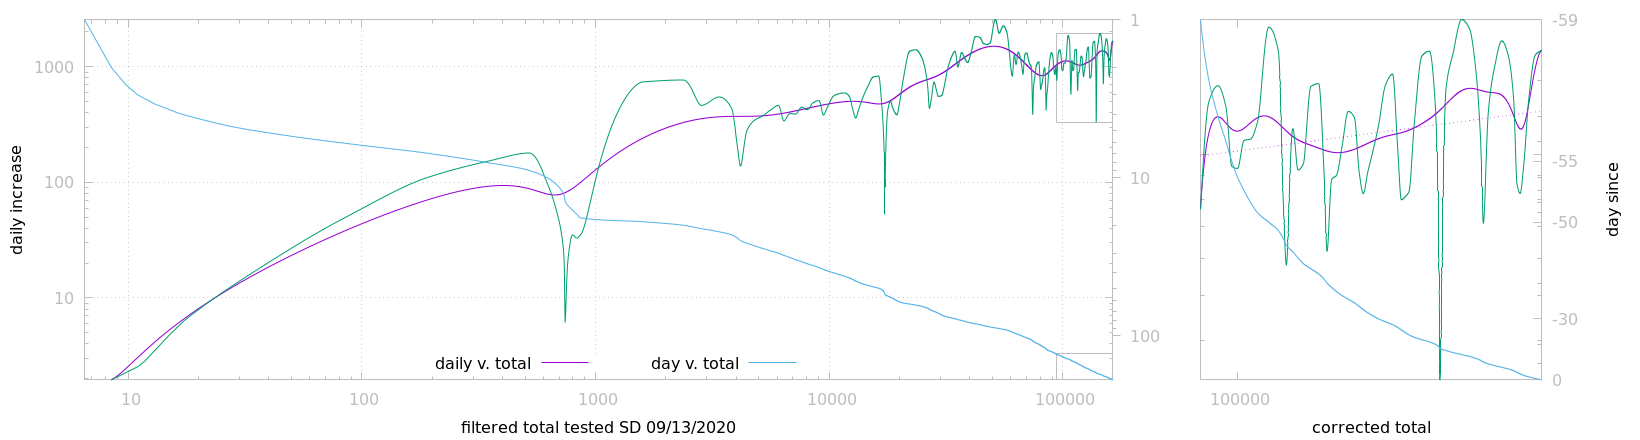 daily increase
1000
100
10
10
100
1000
10000
100000
filtered total tested SD 09/13/2020
daily v. total
day v. total
1
10
100
100000
corrected total
-59
-55
-50
-30
0
day since